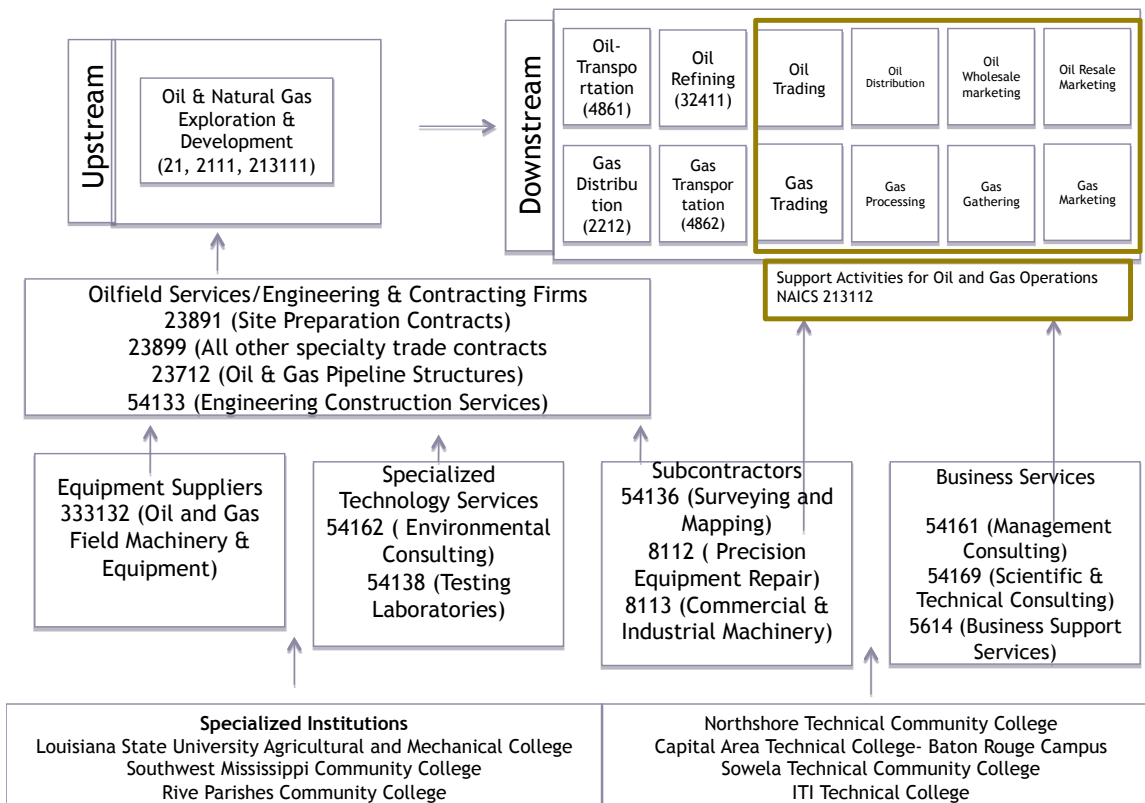 Upstream
Oil & Natural Gas
Exploration &
Development
(21, 2111, 213111)
Downstream
Oil-
Transpo
rtation
(4861)
Oil
Refining
(32411)
Oil
Trading
Oil
Distribution
Oil
Wholesale
marketing
Oil Resale
Marketing
Gas
Distribu
tion
(2212)
Gas
Transpor
tation
(4862)
Gas
Trading
Gas
Processing
Gas
Gathering
Gas
Marketing
Support Activities for Oil and Gas Operations
NAICS 213112
Oilfield Services/Engineering & Contracting Firms
23891 (Site Preparation Contracts)
23899 (All other specialty trade contracts
23712 (Oil & Gas Pipeline Structures)
54133 (Engineering Construction Services)
Equipment Suppliers
333132 (Oil and Gas
Field Machinery &
Equipment)
Specialized
Technology Services
54162 ( Environmental
Consulting)
54138 (Testing
Laboratories)
Subcontractors
54136 (Surveying and
Mapping)
8112 ( Precision
Equipment Repair)
8113 (Commercial &
Industrial Machinery)
Business Services
54161 (Management
Consulting)
54169 (Scientific &
Technical Consulting)
5614 (Business Support
Services)
Specialized Institutions
Louisiana State University Agricultural and Mechanical College
Southwest Mississippi Community College
Rive Parishes Community College
Northshore Technical Community College
Capital Area Technical College- Baton Rouge Campus
Sowela Technical Community College
ITI Technical College